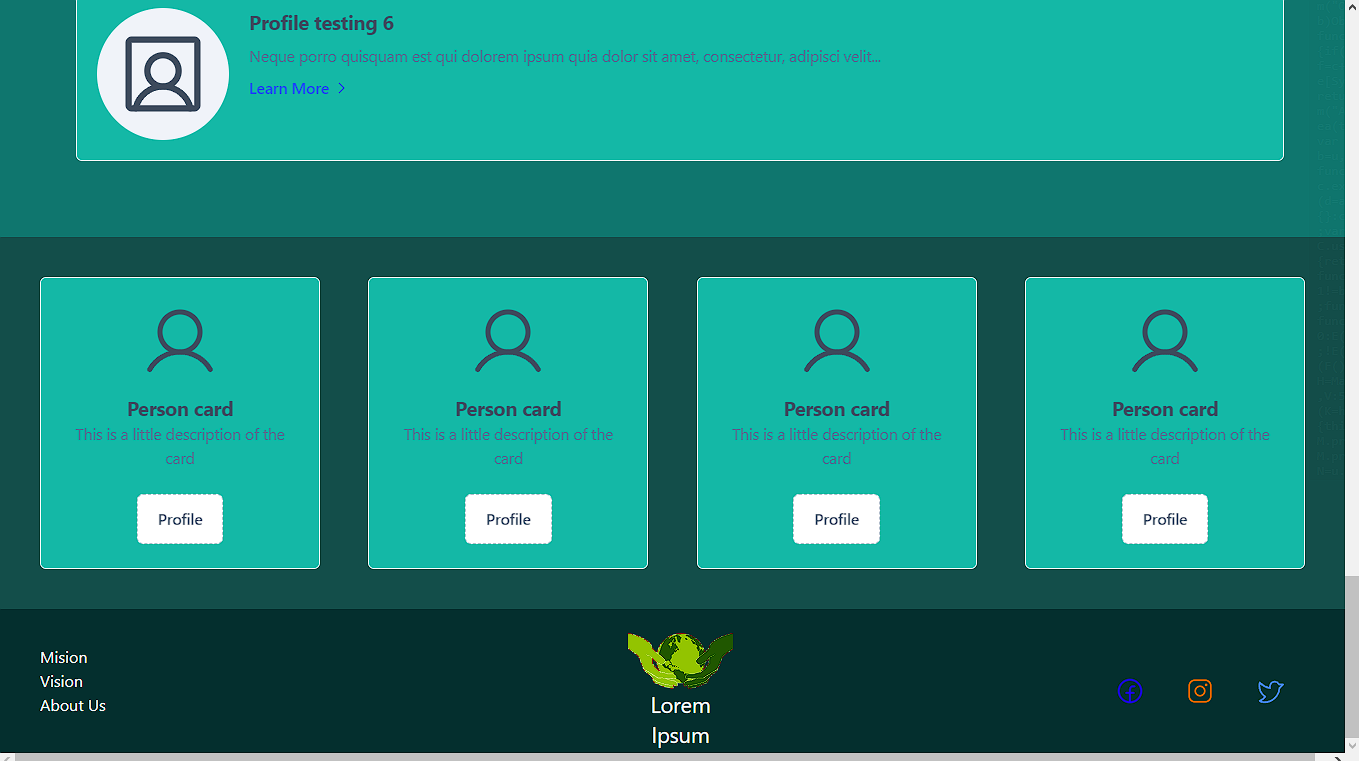 Profile testing 6
Neque porro quisquam est qui dolorem ipsum quia dolor sit amet, consectetur, adipisci velit...
Learn More
Person card
This is a little description of the
card
Profile
Person card
This is a little description of the
card
Profile
Person card
This is a little description of the
card
Profile
Person card
This is a little description of the
card
Profile
Mision
Vision
About Us
Lorem
Ipsum